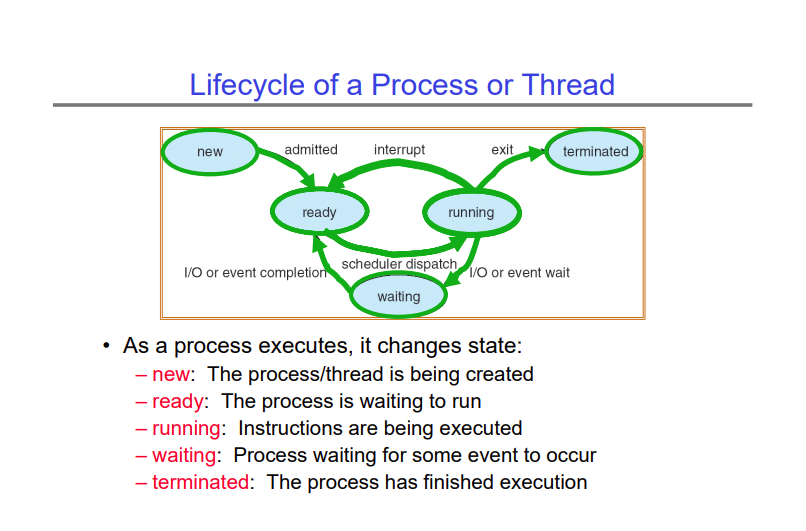 Lifecycle of a Process or Thread
new
admitted
interrupt
exit
terminated
ready
running
scheduler dispatch
I/O or event completion
I/O or event wait
waiting
• As a process executes, it changes state:
– new: The process/thread is being created
– ready: The process is waiting to run
– running: Instructions are being executed
– waiting: Process waiting for some event to occur
– terminated: The process has finished execution